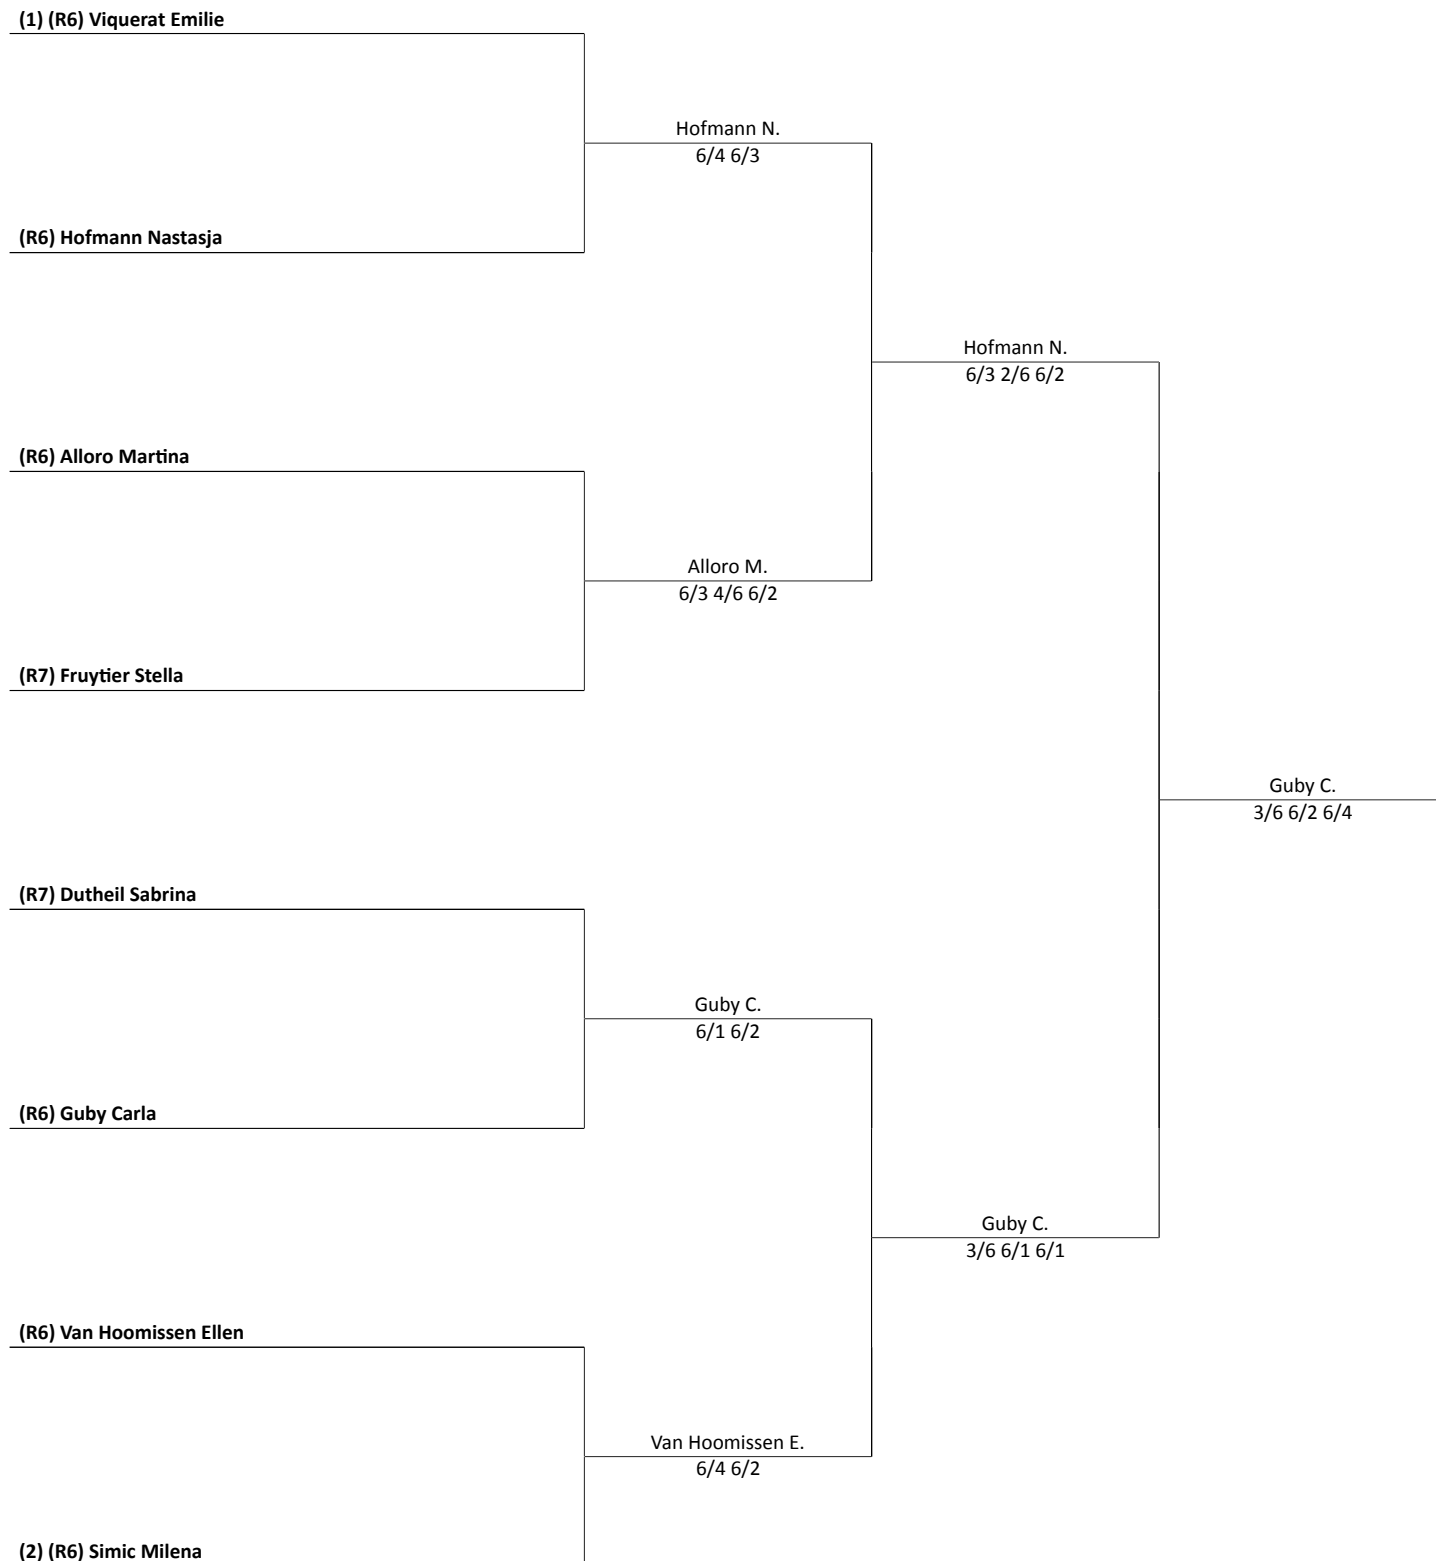 (1) (R6) Viquerat Emilie
Hofmann N.
6/4 6/3
(R6) Hofmann Nastasja
Hofmann N.
6/3 2/6 6/2
(R6) Alloro Martina
Alloro M.
6/3 4/6 6/2
(R7) Fruytier Stella
Guby C.
3/6 6/2 6/4
(R7) Dutheil Sabrina
Guby C.
6/1 6/2
(R6) Guby Carla
Guby C.
3/6 6/1 6/1
(R6) Van Hoomissen Ellen
Van Hoomissen E.
6/4 6/2
(2) (R6) Simic Milena